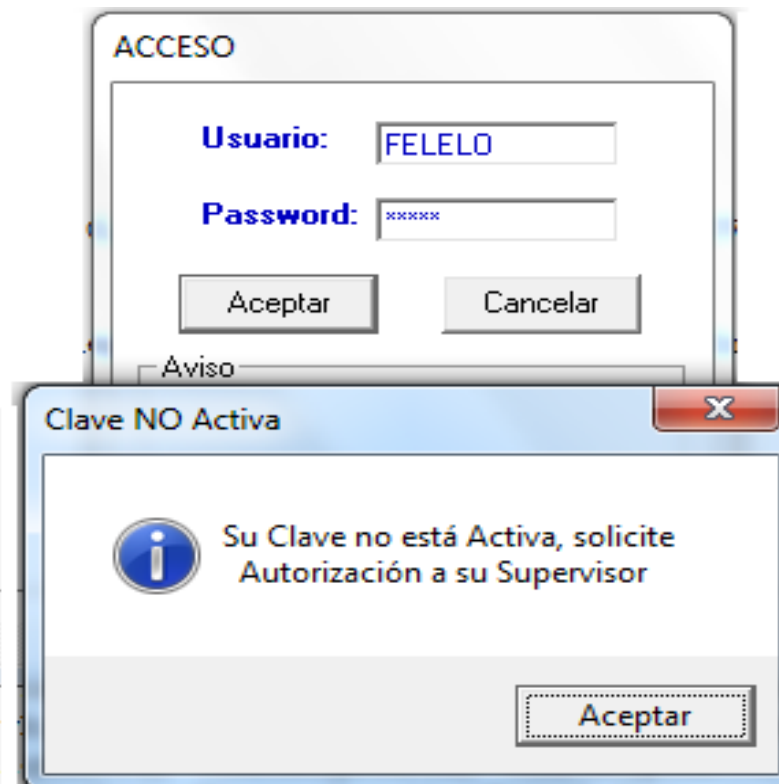 ACCESO
Usuario: FELELO
Password: *****
Aceptar Cancelar
Aviso
Clave NO Activa
Su Clave no está Activa, solicite
Autorización a su Supervisor
Aceptar